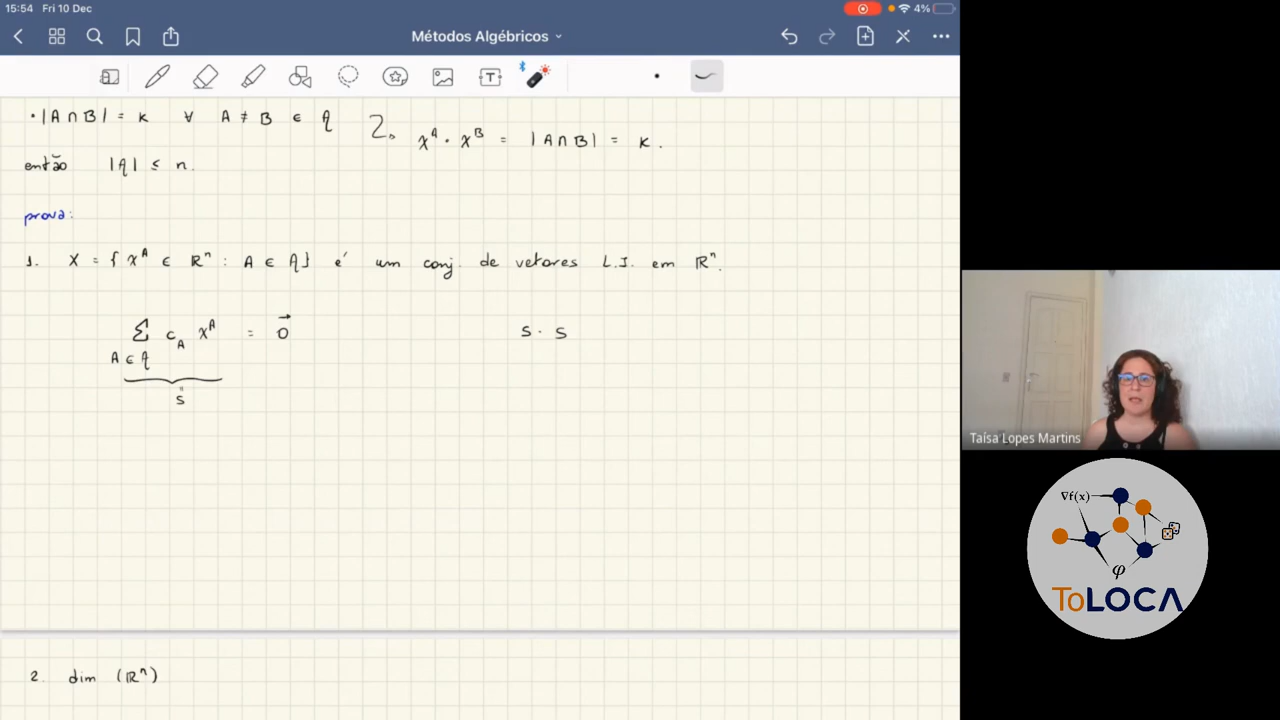 15:54 Fri 10 Dec
4%
Métodos Algébricos
T
• |A ∩ B| = k ∀ A ≠ B ∈ 𝒜
2. χ^A · χ^B = |A ∩ B| = k.
então |𝒜| ≤ n.
prova:
1. X = { χ^A ∈ ℝ^n : A ∈ 𝒜 } é um conj. de vetores L.I. em ℝ^n.
∑ c_A χ^A = 0⃗
A ∈ 𝒜
"
s
s · s
2. dim (ℝ^n)
Taísa Lopes Martins
∇f(x)
φ
ToLOCA